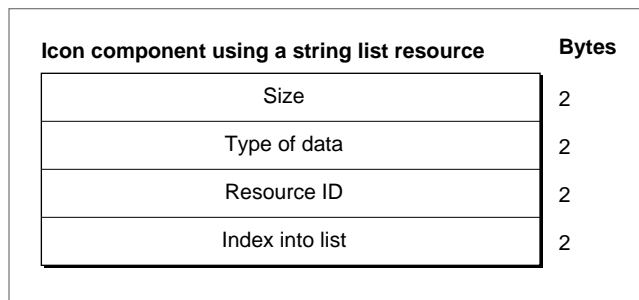 Icon component using a string list resource Bytes
Size 2
Type of data 2
Resource ID 2
Index into list 2